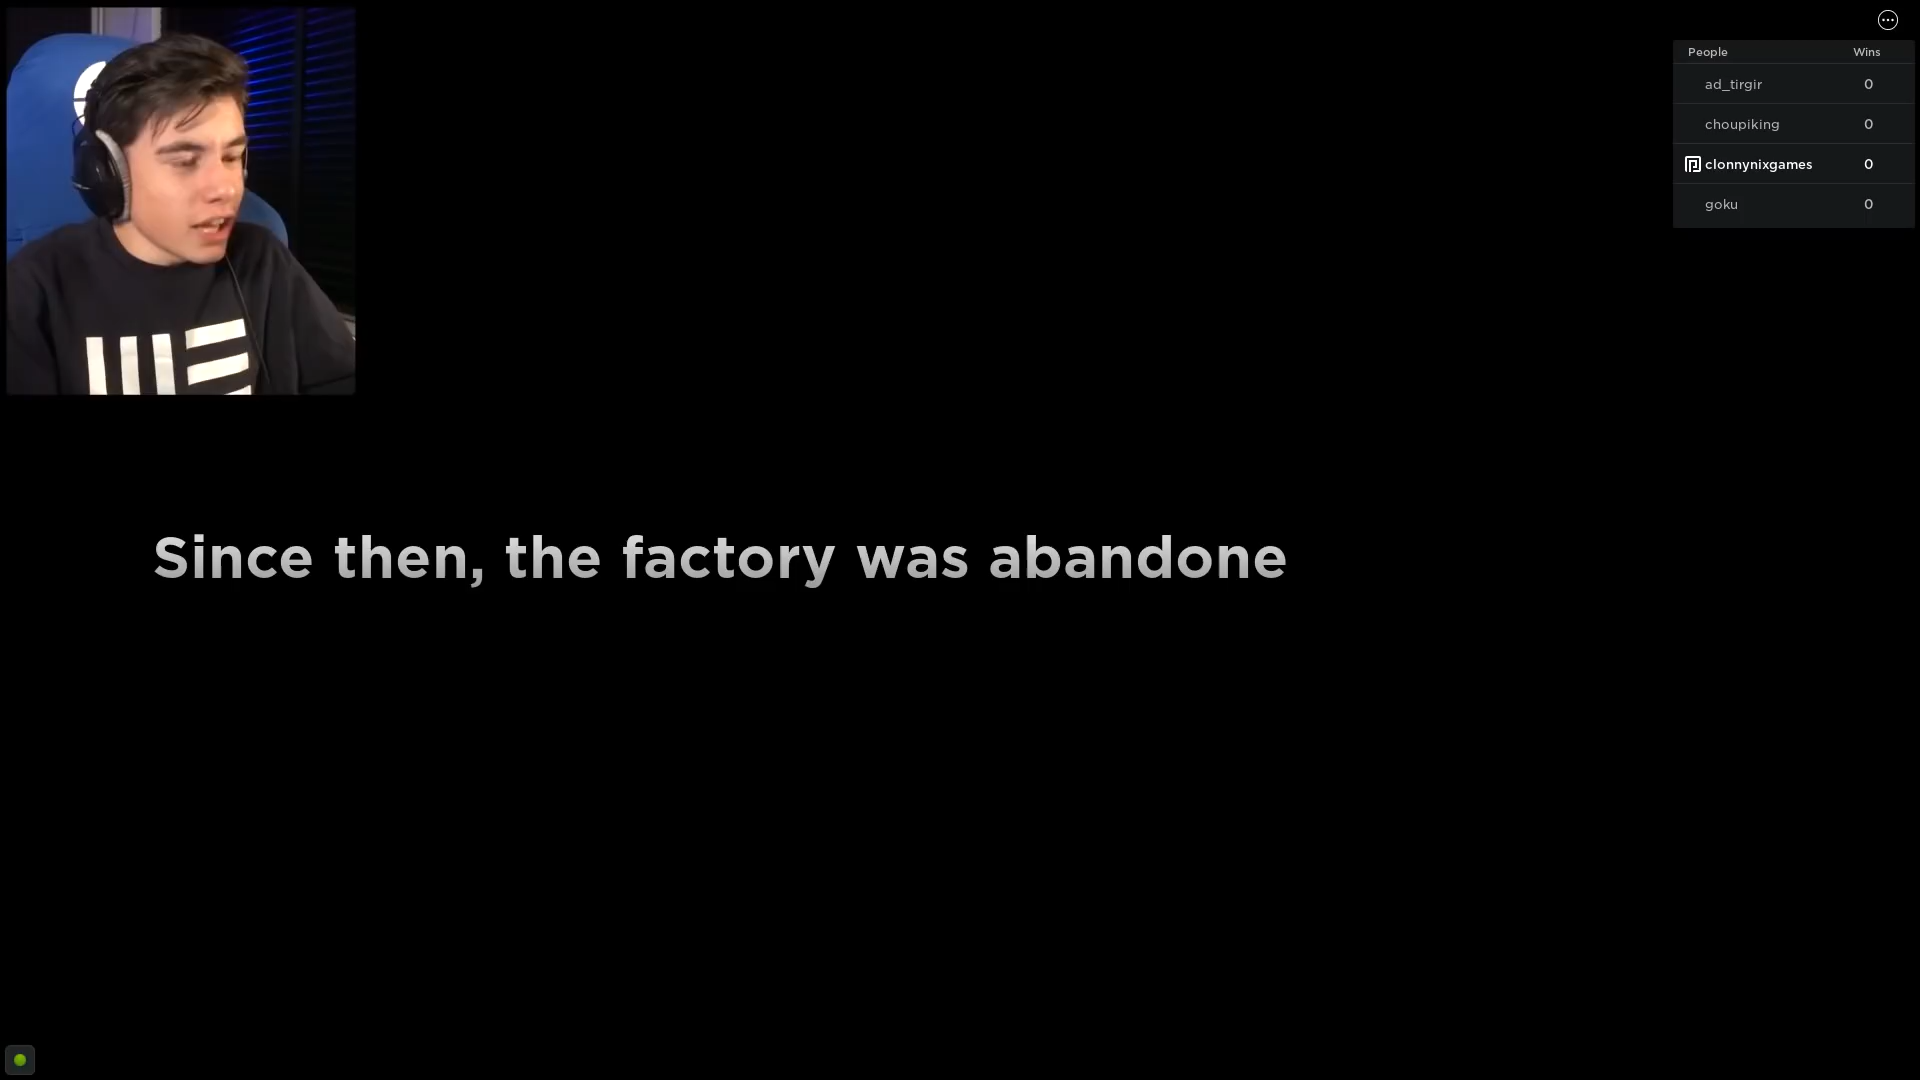 People Wins
ad_tirgir 0
choupiking 0
clonnynixgames 0
goku 0
Since then, the factory was abandone